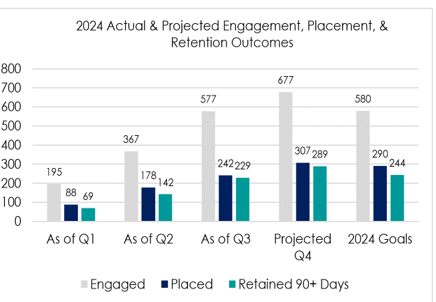 2024 Actual & Projected Engagement, Placement, &
Retention Outcomes
800
700
600
500
400
300
200
100
0
195
88
69
367
178
142
577
242
229
677
307
289
580
290
244
As of Q1
As of Q2
As of Q3
Projected
Q4
2024 Goals
Engaged
Placed
Retained 90+ Days